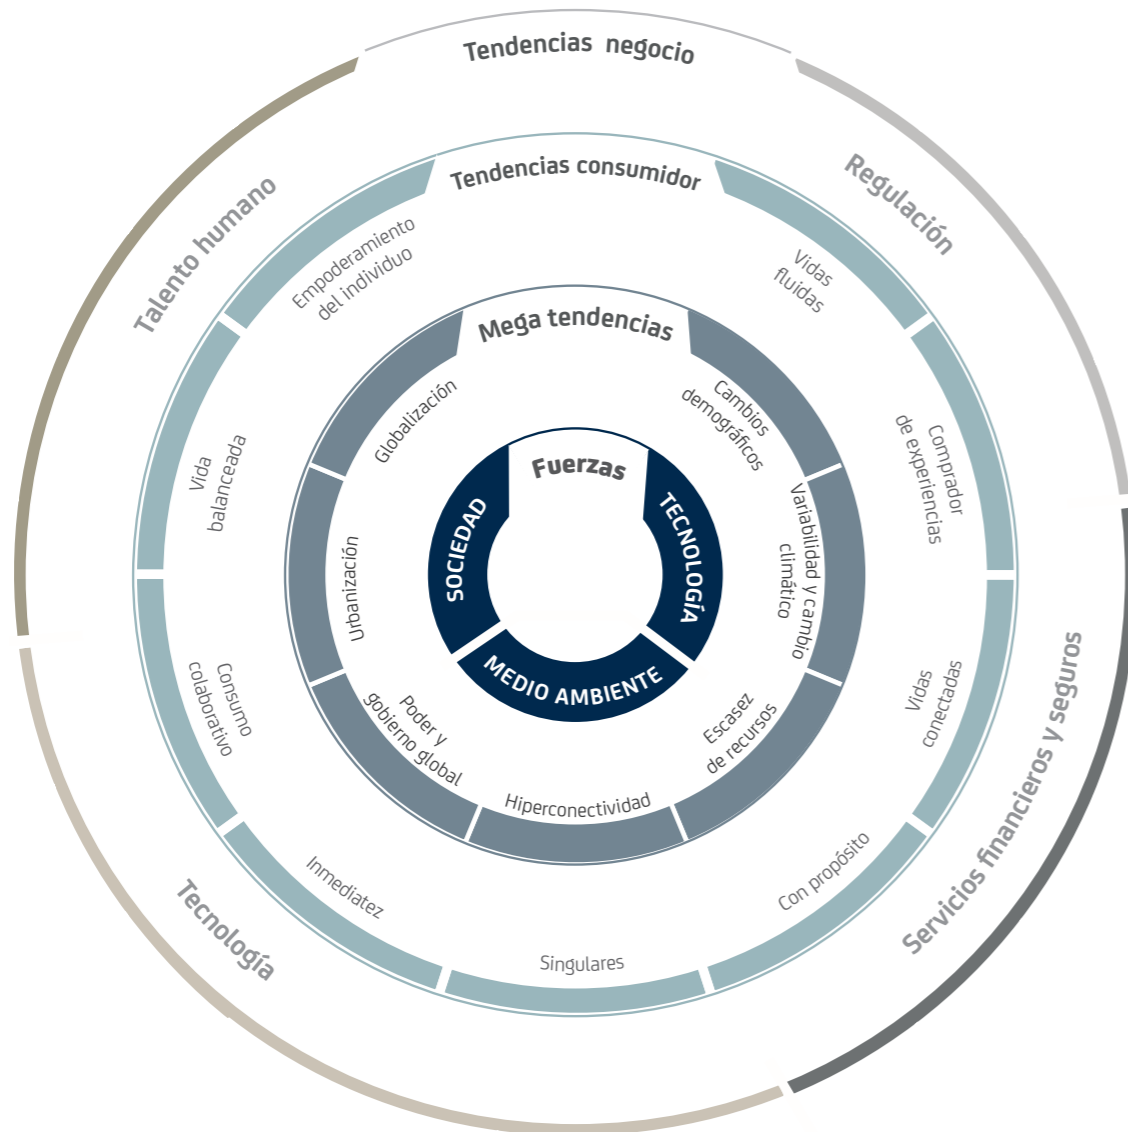 Tendencias negocio
Regulación
Servicios financieros y seguros
Tecnología
Talento humano
Tendencias consumidor
Vidas
fluidas
Comprador
de experiencias
Vidas
conectadas
Con propósito
Singulares
Inmediatez
Consumo
colaborativo
Vida
balanceada
Empoderamiento
del individuo
Mega tendencias
Cambios
demográficos
Variabilidad y cambio
climático
Escasez
de recursos
Hiperconectividad
Poder y
gobierno global
Urbanización
Globalización
Fuerzas
TECNOLOGÍA
MEDIO AMBIENTE
SOCIEDAD